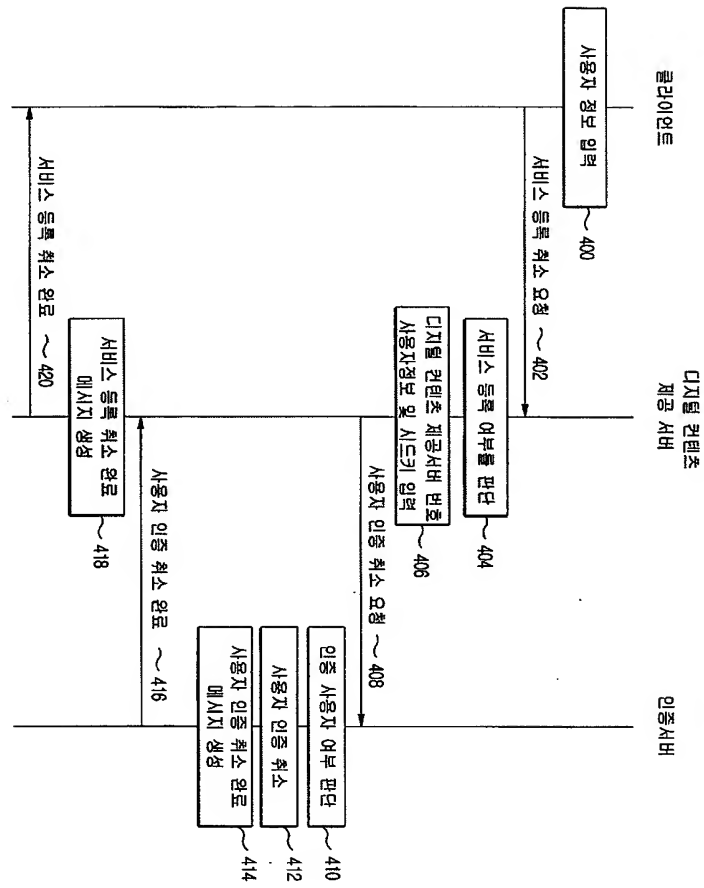 클라이언트
디지털 컨텐츠
제공 서버
인증서버
사용자 정보 입력
400
서비스 등록 취소 요청 ~ 402
서비스 등록 여부를 판단
404
디지털 컨텐츠 제공서버 번호
사용자정보 및 시드키 입력
406
사용자 인증 취소 요청 ~ 408
인증 사용자 여부 판단
410
사용자 인증 취소
412
사용자 인증 취소 완료
메시지 생성
414
사용자 인증 취소 완료 ~ 416
서비스 등록 취소 완료
메시지 생성
418
서비스 등록 취소 완료 ~ 420